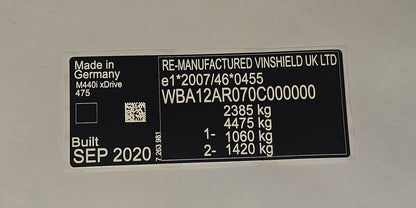 Made in
Germany
M440i xDrive
475
Built
SEP 2020
7.263.981
RE-MANUFACTURED VINSHIELD UK LTD
e1*2007/46*0455
WBA12AR070C000000
2385 kg
4475 kg
1- 1060 kg
2- 1420 kg